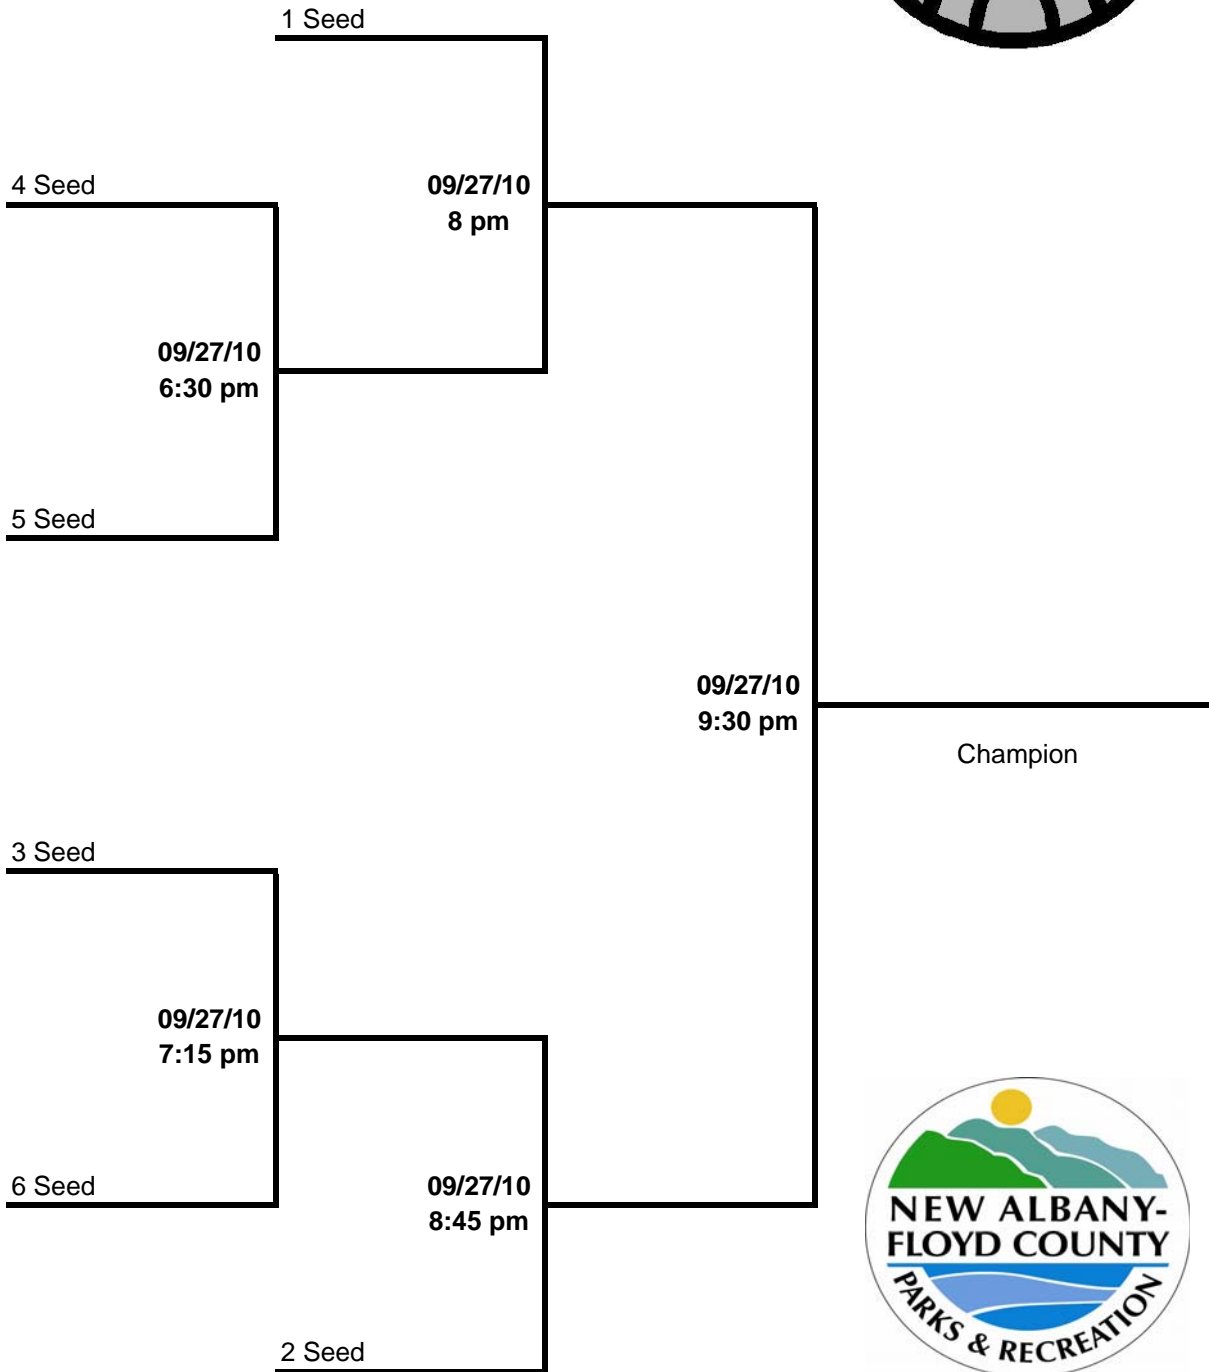 1 Seed
4 Seed
09/27/10
8 pm
09/27/10
6:30 pm
5 Seed
09/27/10
9:30 pm
Champion
3 Seed
09/27/10
7:15 pm
6 Seed
09/27/10
8:45 pm
2 Seed
NEW ALBANY-
FLOYD COUNTY
PARKS & RECREATION